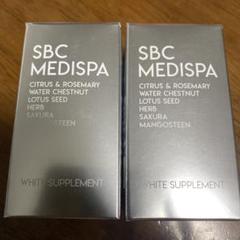 SBC
MEDISPA
CITRUS & ROSEMARY
WATER CHESTNUT
LOTUS SEED
HERB
SAKURA
OSTEEN
WHITE SUPPLEMENT
SBC
MEDISPA
CITRUS & ROSEMARY
WATER CHESTNUT
LOTUS SEED
HERB
SAKURA
MANGOSTEEN
WHITE SUPPLEMENT